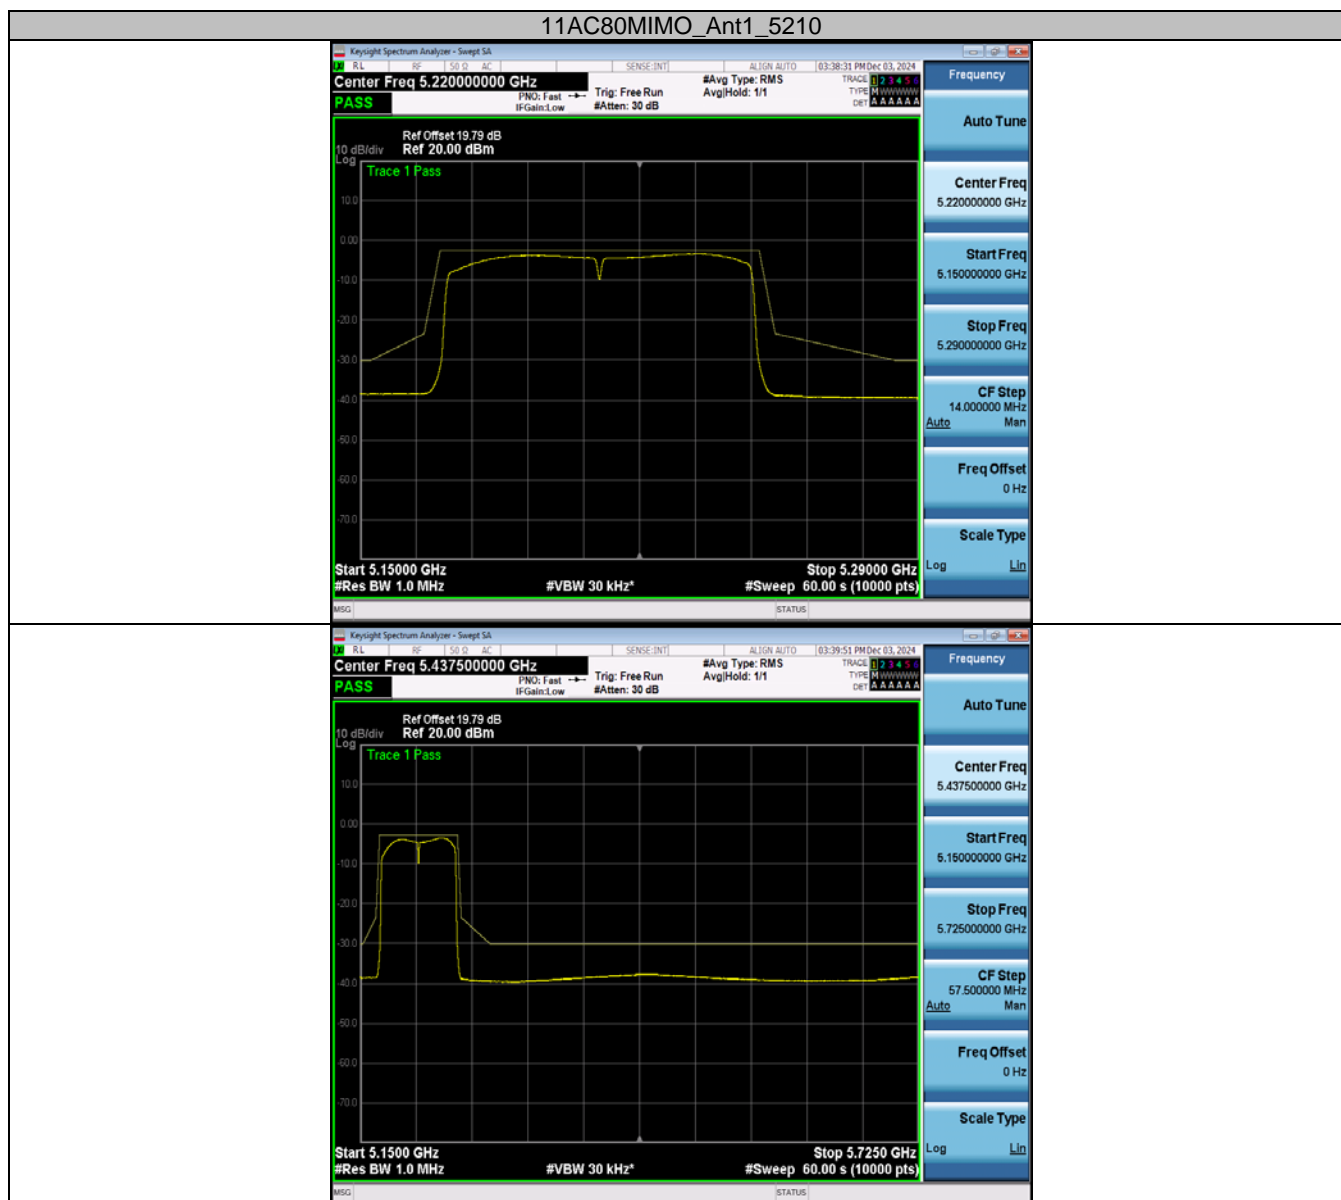 11AC80MIMO_Ant1_5210
Keysight Spectrum Analyzer - Swept SA
RL RF 50 Ω AC SENSE:INT ALIGN AUTO 03:38:31 PM Dec 03, 2024
Center Freq 5.220000000 GHz
PASS
PNO: Fast
IFGain:Low
Trig: Free Run
#Atten: 30 dB
#Avg Type: RMS
Avg|Hold: 1/1
TRACE 1 2 3 4 5 6
TYPE M WWWWW
DET A A A A A A
Ref Offset 19.79 dB
10 dB/div Ref 20.00 dBm
Log
Trace 1 Pass
10.0
0.00
-10.0
-20.0
-30.0
-40.0
-50.0
-60.0
-70.0
Start 5.15000 GHz Stop 5.29000 GHz
#Res BW 1.0 MHz #VBW 30 kHz* #Sweep 60.00 s (10000 pts)
MSG STATUS
Frequency
Auto Tune
Center Freq
5.220000000 GHz
Start Freq
5.150000000 GHz
Stop Freq
5.290000000 GHz
CF Step
14.000000 MHz
Auto Man
Freq Offset
0 Hz
Scale Type
Log Lin
Keysight Spectrum Analyzer - Swept SA
RL RF 50 Ω AC SENSE:INT ALIGN AUTO 03:39:51 PM Dec 03, 2024
Center Freq 5.437500000 GHz
PASS
PNO: Fast
IFGain:Low
Trig: Free Run
#Atten: 30 dB
#Avg Type: RMS
Avg|Hold: 1/1
TRACE 1 2 3 4 5 6
TYPE M WWWWW
DET A A A A A A
Ref Offset 19.79 dB
10 dB/div Ref 20.00 dBm
Log
Trace 1 Pass
10.0
0.00
-10.0
-20.0
-30.0
-40.0
-50.0
-60.0
-70.0
Start 5.1500 GHz Stop 5.7250 GHz
#Res BW 1.0 MHz #VBW 30 kHz* #Sweep 60.00 s (10000 pts)
MSG STATUS
Frequency
Auto Tune
Center Freq
5.437500000 GHz
Start Freq
5.150000000 GHz
Stop Freq
5.725000000 GHz
CF Step
57.500000 MHz
Auto Man
Freq Offset
0 Hz
Scale Type
Log Lin